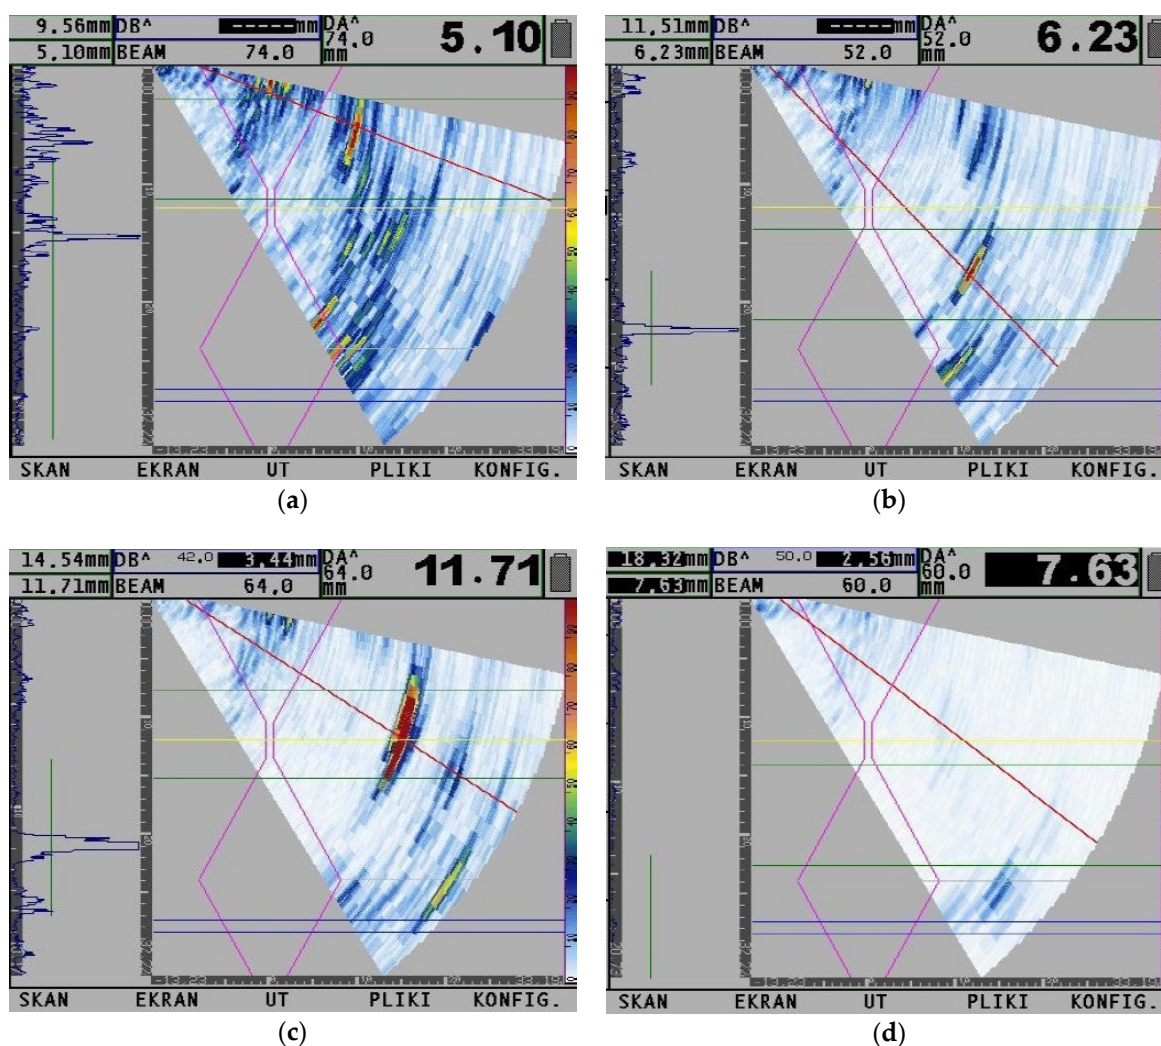 9.56mm DB^ -----mm DA^ 74.0 mm 5.10
5.10mm BEAM 74.0
SKAN EKRAN UT PLIKI KONFIG.
(a)
11,51mm DB^ -----mm DA^ 52.0 mm 6.23
6.23mm BEAM 52.0
SKAN EKRAN UT PLIKI KONFIG.
(b)
14.54mm DB^ 42.0 3.44mm DA^ 64.0 mm 11.71
11.71mm BEAM 64.0
SKAN EKRAN UT PLIKI KONFIG.
(c)
18.32mm DB^ 50.0 2.56mm DA^ 60.0 mm 7.63
7.63mm BEAM 60.0
SKAN EKRAN UT PLIKI KONFIG.
(d)